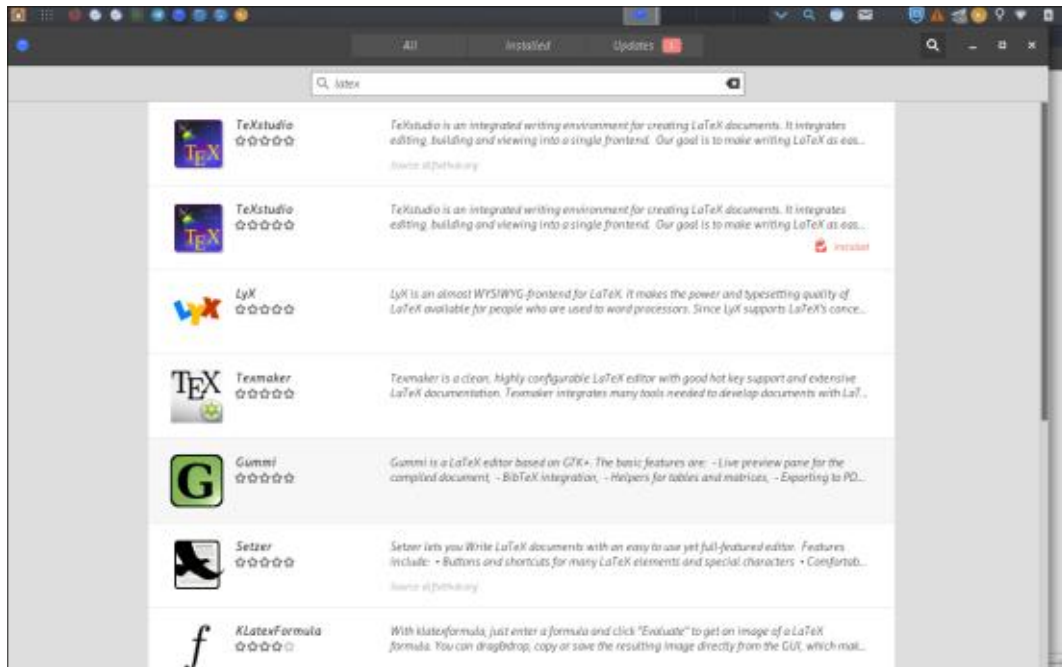 All
Installed
Updates
latex
TeXstudio
TeXstudio is an integrated writing environment for creating LaTeX documents. It integrates
editing, building and viewing into a single frontend. Our goal is to make writing LaTeX as eas...
Source: dl.flathub.org
TeXstudio
TeXstudio is an integrated writing environment for creating LaTeX documents. It integrates
editing, building and viewing into a single frontend. Our goal is to make writing LaTeX as eas...
Installed
LyX
LyX is an almost WYSIWYG-frontend for LaTeX. It makes the power and typesetting quality of
LaTeX available for people who are used to word processors. Since LyX supports LaTeX's conce...
TEX
Texmaker
Texmaker is a clean, highly configurable LaTeX editor with good hot key support and extensive
LaTeX documentation. Texmaker integrates many tools needed to develop documents with LaT...
G
Gummi
Gummi is a LaTeX editor based on GTK+. The basic features are: - Live preview pane for the
compiled document, - BibTeX integration, - Helpers for tables and matrices, - Exporting to PD...
Setzer
Setzer lets you Write LaTeX documents with an easy to use yet full-featured editor. Features
include: • Buttons and shortcuts for many LaTeX elements and special characters • Comfortab...
Source: dl.flathub.org
f
KLatexFormula
With klatexformula, just enter a formula and click "Evaluate" to get an image of a LaTeX
formula. You can drag&drop, copy or save the resulting image directly from the GUI, which mak...